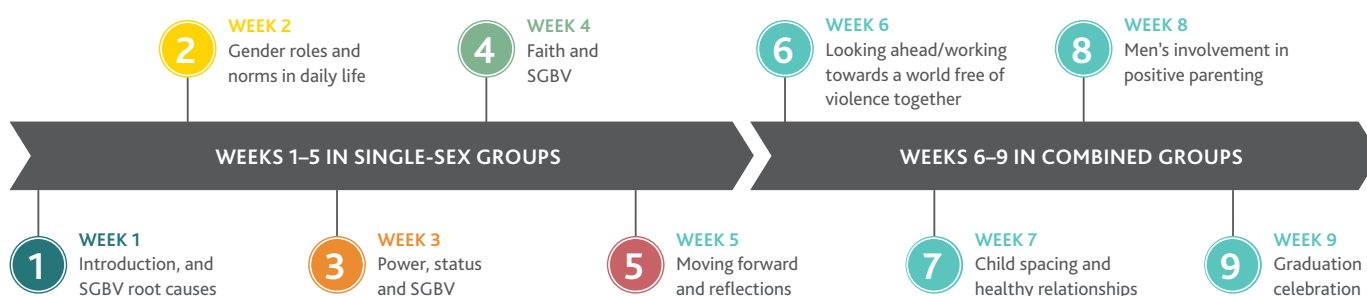 2
WEEK 2
Gender roles and
norms in daily life
4
WEEK 4
Faith and
SGBV
6
WEEK 6
Looking ahead/working
towards a world free of
violence together
8
WEEK 8
Men's involvement in
positive parenting
WEEKS 1–5 IN SINGLE-SEX GROUPS
WEEKS 6–9 IN COMBINED GROUPS
1
WEEK 1
Introduction, and
SGBV root causes
3
WEEK 3
Power, status
and SGBV
5
WEEK 5
Moving forward
and reflections
7
WEEK 7
Child spacing and
healthy relationships
9
WEEK 9
Graduation
celebration